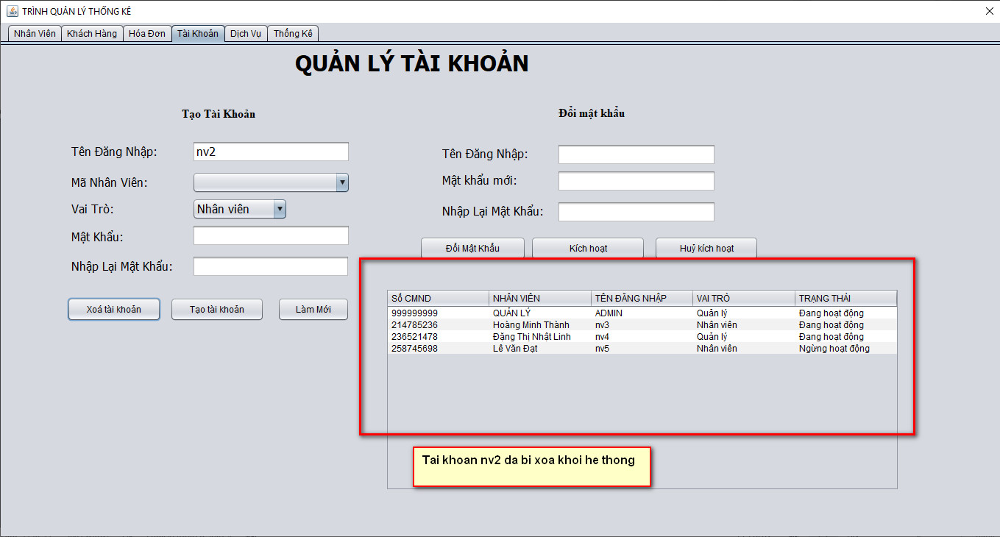 TRÌNH QUẢN LÝ THỐNG KÊ
Nhân Viên Khách Hàng Hóa Đơn Tài Khoản Dịch Vụ Thống Kê
QUẢN LÝ TÀI KHOẢN
Tạo Tài Khoản
Tên Đăng Nhập: nv2
Mã Nhân Viên:
Vai Trò: Nhân viên
Mật Khẩu:
Nhập Lại Mật Khẩu:
Xoá tài khoản Tạo tài khoản Làm Mới
Đổi mật khẩu
Tên Đăng Nhập:
Mật khẩu mới:
Nhập Lại Mật Khẩu:
Đổi Mật Khẩu Kích hoạt Huỷ kích hoạt
Số CMND NHÂN VIÊN TÊN ĐĂNG NHẬP VAI TRÒ TRẠNG THÁI
999999999 QUẢN LÝ ADMIN Quản lý Đang hoạt động
214785236 Hoàng Minh Thành nv3 Nhân viên Đang hoạt động
236521478 Đặng Thị Nhật Linh nv4 Quản lý Đang hoạt động
258745698 Lê Văn Đạt nv5 Nhân viên Ngừng hoạt động
Tai khoan nv2 da bi xoa khoi he thong